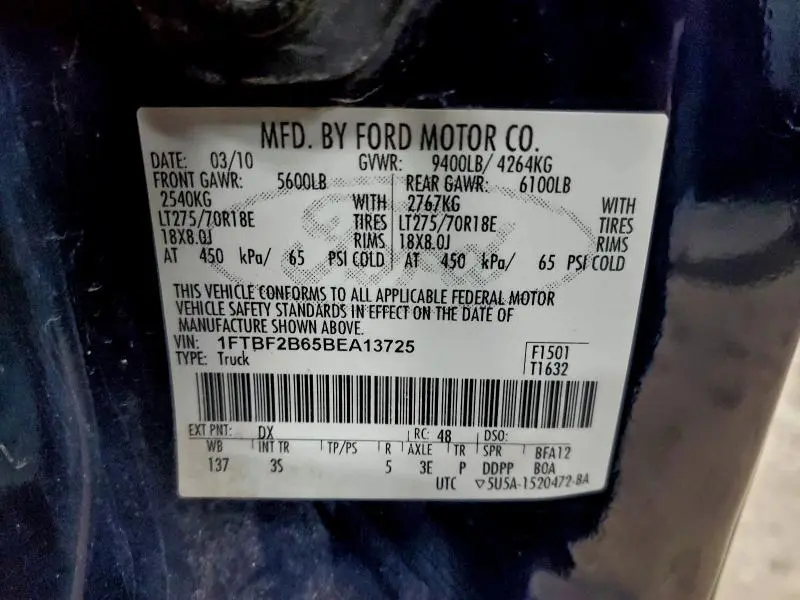 MFD. BY FORD MOTOR CO.
DATE: 03/10 GVWR: 9400LB/ 4264KG
FRONT GAWR: 5600LB REAR GAWR: 6100LB
2540KG WITH 2767KG WITH
LT275/70R18E TIRES LT275/70R18E TIRES
18X8.0J RIMS 18X8.0J RIMS
AT 450 kPa/ 65 PSI COLD AT 450 kPa/ 65 PSI COLD
THIS VEHICLE CONFORMS TO ALL APPLICABLE FEDERAL MOTOR
VEHICLE SAFETY STANDARDS IN EFFECT ON THE DATE OF
MANUFACTURE SHOWN ABOVE.
VIN: 1FTBF2B65BEA13725 F1501
TYPE: Truck T1632
EXT PNT: DX RC: 48 DSO:
WB INT TR TP/PS R AXLE TR SPR BFA12
137 3S 5 3E P DDPP BOA
UTC ▽5U5A-1520472-BA